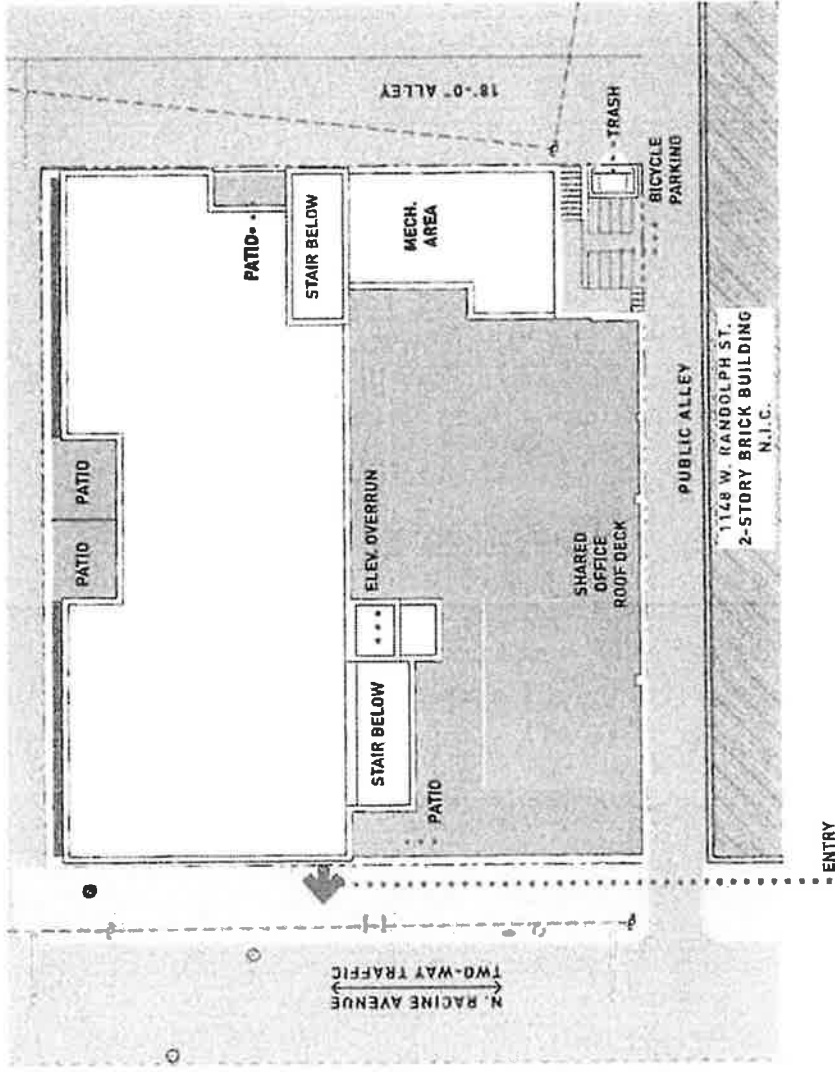 18'-0" ALLEY
TRASH
BICYCLE
PARKING
PATIO
STAIR BELOW
MECH.
AREA
PATIO
PATIO
ELEV. OVERRUN
SHARED
OFFICE
ROOF DECK
PUBLIC ALLEY
1148 W. RANDOLPH ST.
2-STORY BRICK BUILDING
N.I.C.
STAIR BELOW
PATIO
ENTRY
N. RACINE AVENUE
TWO-WAY TRAFFIC